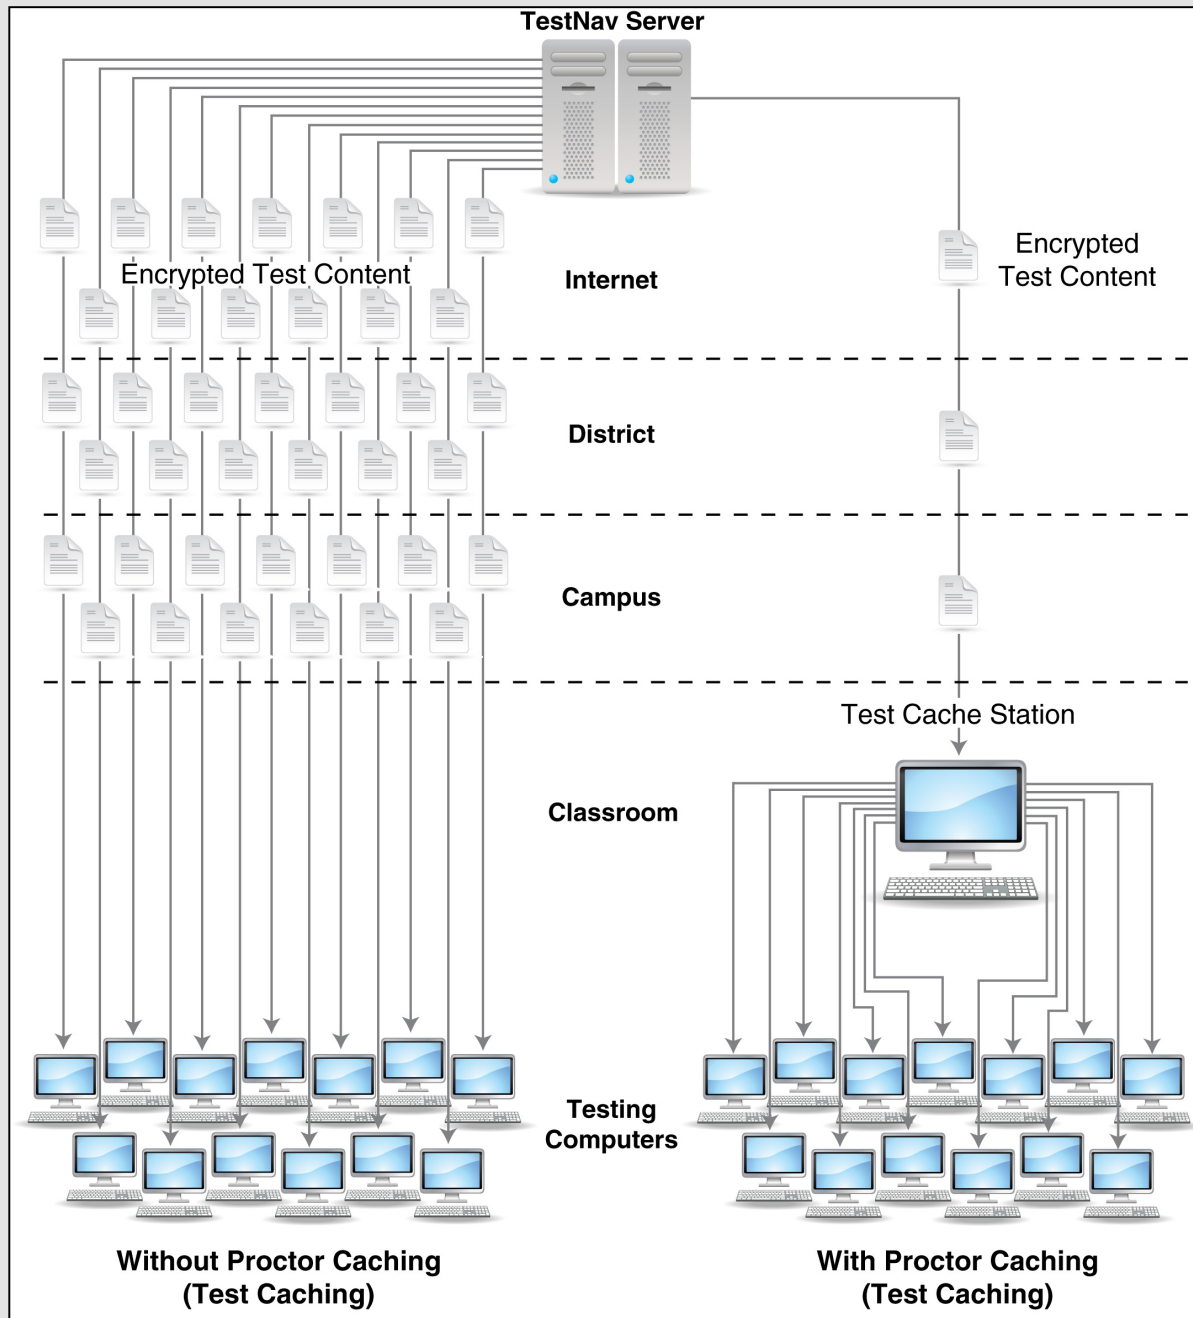 TestNav Server
Encrypted Test Content
Encrypted
Test Content
Internet
District
Campus
Test Cache Station
Classroom
Testing
Computers
Without Proctor Caching
(Test Caching)
With Proctor Caching
(Test Caching)